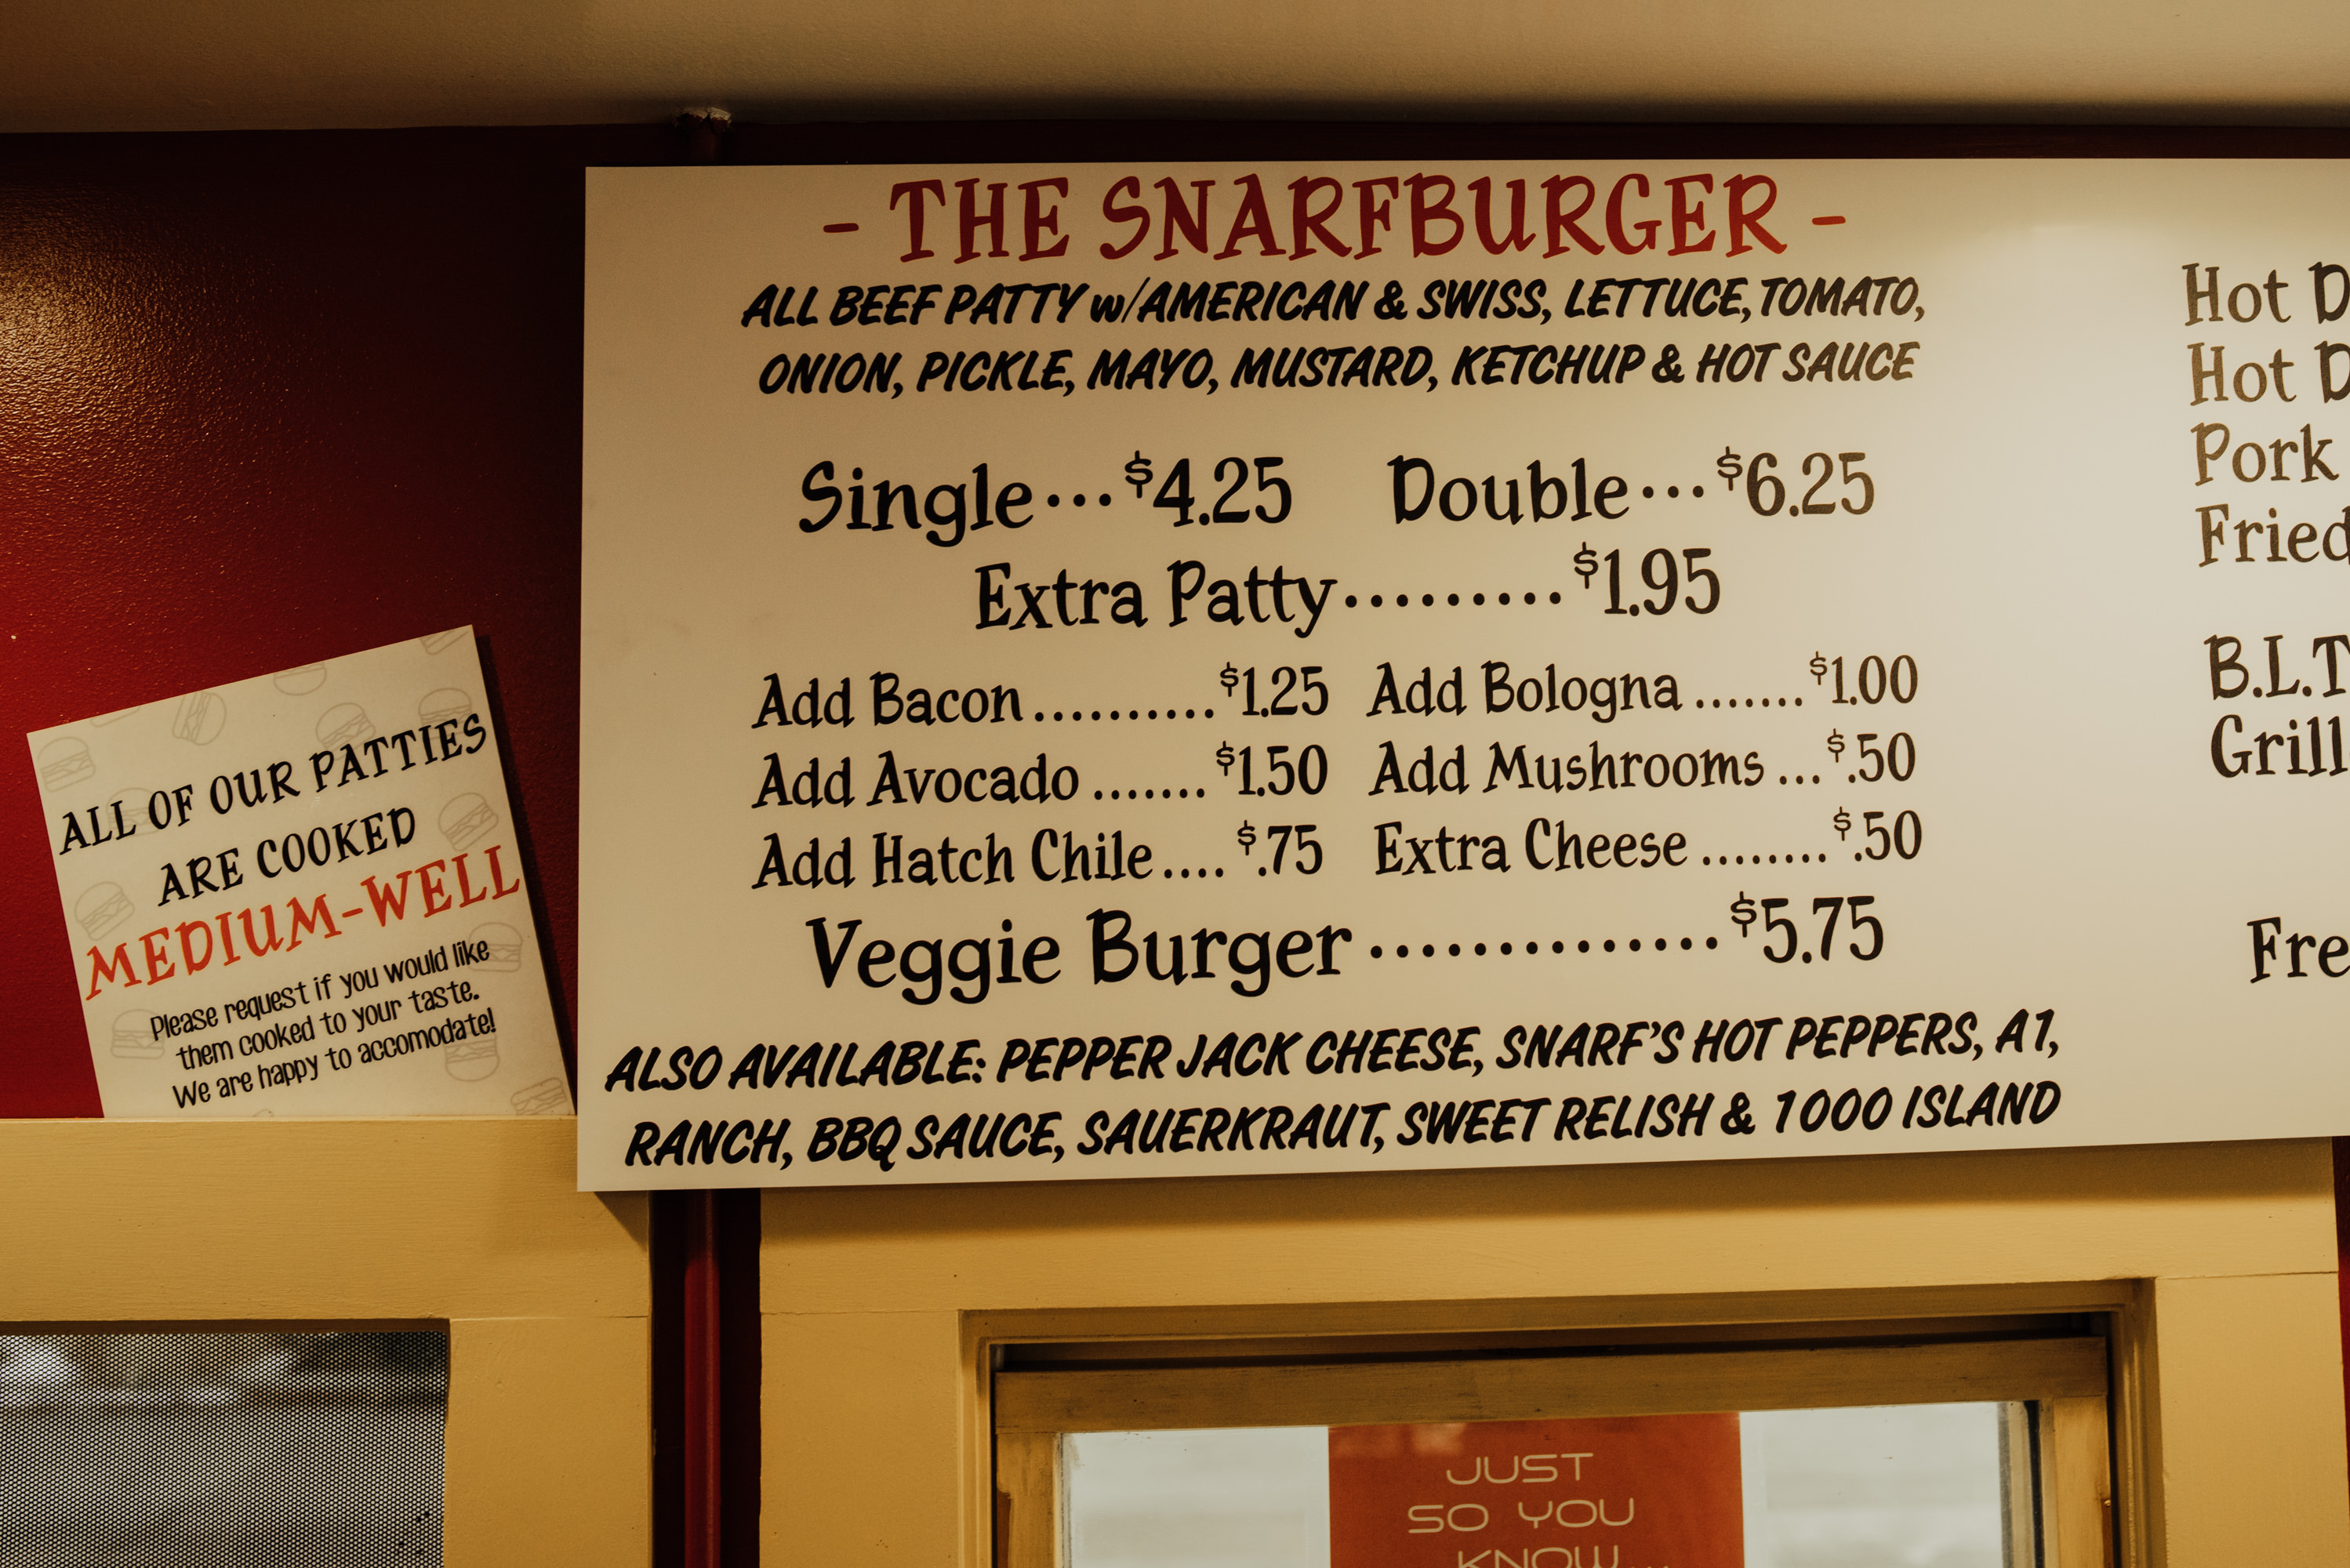 - THE SNARFBURGER -
ALL BEEF PATTY w/AMERICAN & SWISS, LETTUCE, TOMATO,
ONION, PICKLE, MAYO, MUSTARD, KETCHUP & HOT SAUCE
Single...$4.25 Double...$6.25
Extra Patty.........$1.95
Add Bacon..........$1.25 Add Bologna.......$1.00
Add Avocado.......$1.50 Add Mushrooms...$.50
Add Hatch Chile....$.75 Extra Cheese........$.50
Veggie Burger..............$5.75
ALSO AVAILABLE: PEPPER JACK CHEESE, SNARF'S HOT PEPPERS, A1,
RANCH, BBQ SAUCE, SAUERKRAUT, SWEET RELISH & 1000 ISLAND
Hot D
Hot D
Pork
Fried
B.L.T
Grill
Fre
ALL OF OUR PATTIES
ARE COOKED
MEDIUM-WELL
Please request if you would like
them cooked to your taste.
We are happy to accomodate!
JUST
SO YOU
KNOW...